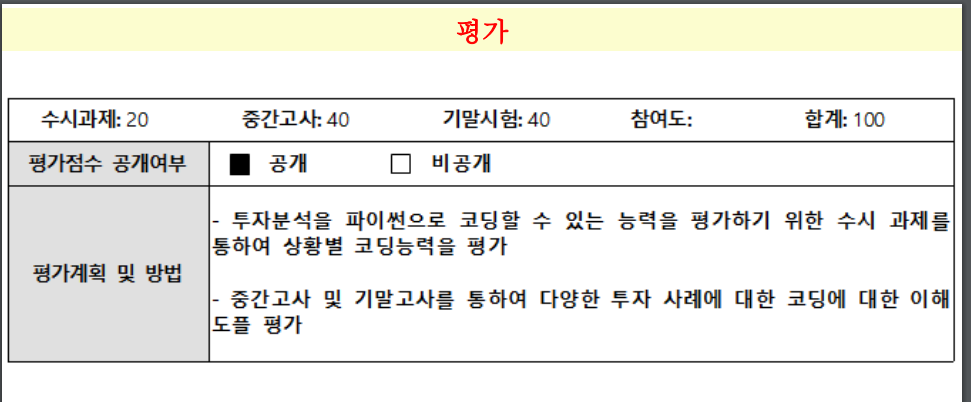 평가
수시과제: 20 중간고사: 40 기말시험: 40 참여도: 합계: 100
평가점수 공개여부 공개 비공개
평가계획 및 방법
- 투자분석을 파이썬으로 코딩할 수 있는 능력을 평가하기 위한 수시 과제를
통하여 상황별 코딩능력을 평가
- 중간고사 및 기말고사를 통하여 다양한 투자 사례에 대한 코딩에 대한 이해
도플 평가